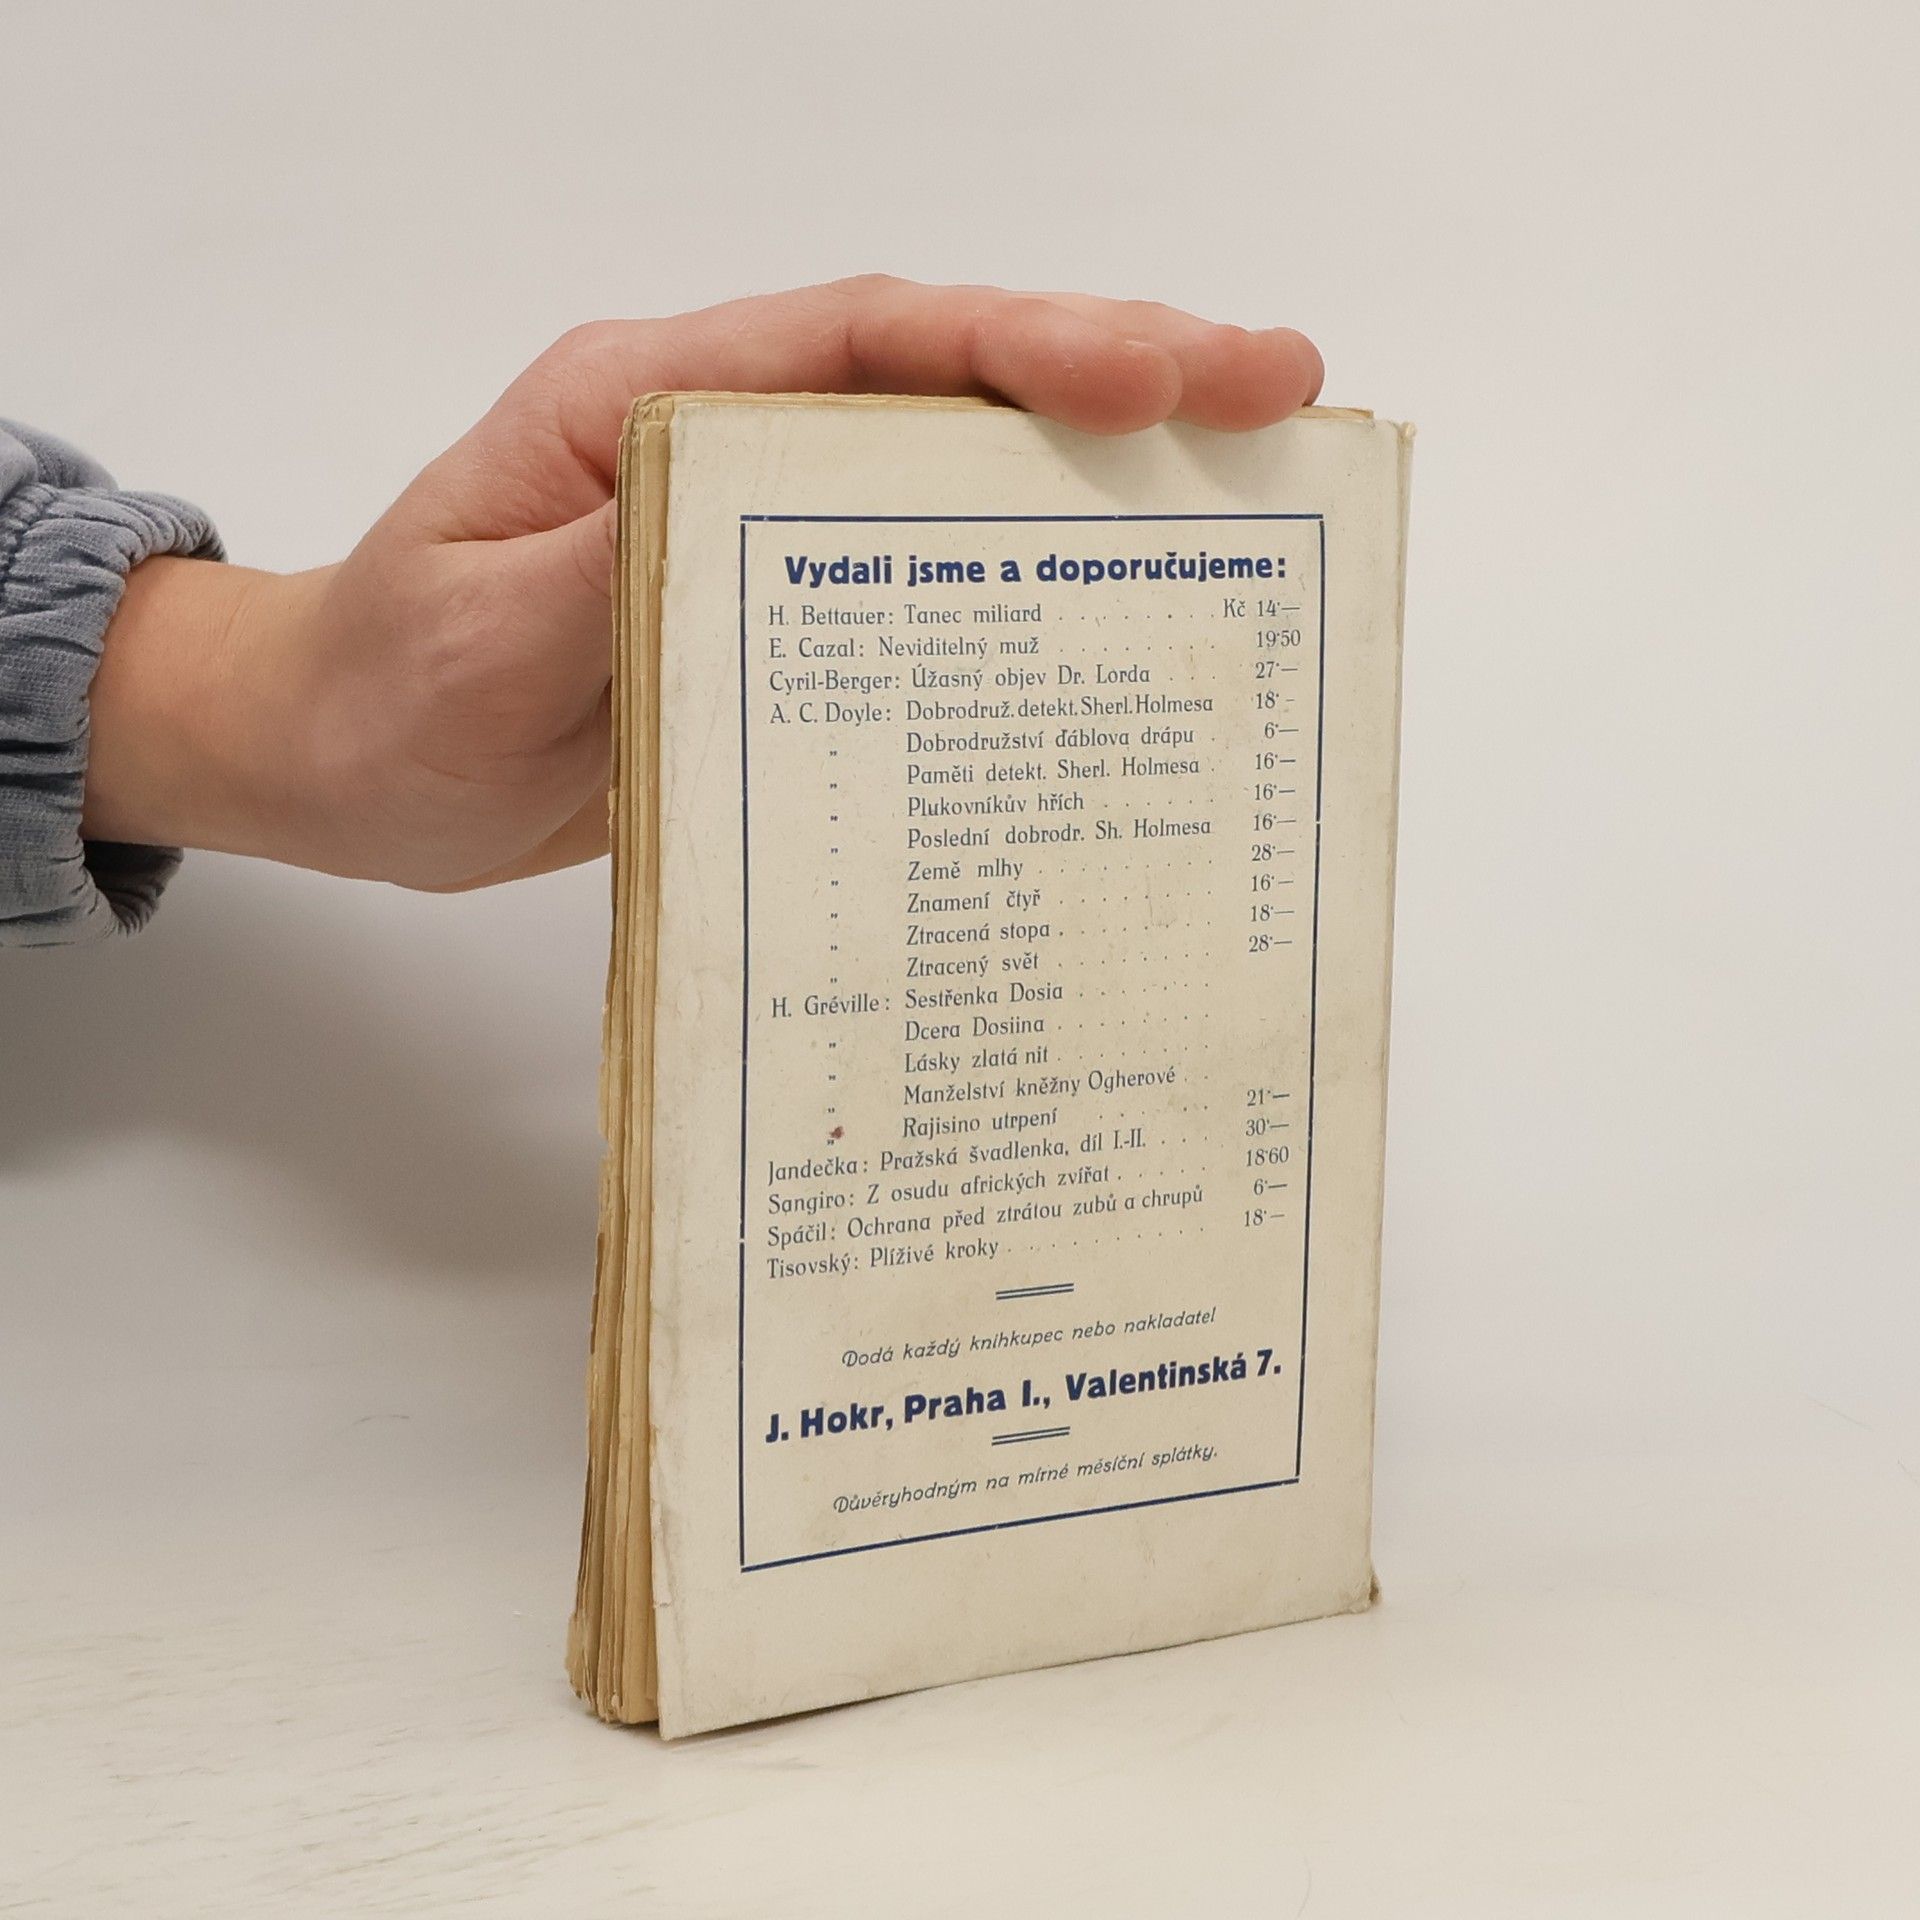 Vydali jsme a doporučujeme:
H. Bettauer: Tanec miliard . . . . . . . . Kč 14·—
E. Cazal: Neviditelný muž . . . . . . . . 19·50
Cyril-Berger: Úžasný objev Dr. Lorda . . . 27·—
A. C. Doyle: Dobrodruž. detekt. Sherl. Holmesa 18·—
„ Dobrodružství ďáblova drápu . 6·—
„ Paměti detekt. Sherl. Holmesa . 16·—
„ Plukovníkův hřích . . . . . . 16·—
„ Poslední dobrodr. Sh. Holmesa 16·—
„ Země mlhy . . . . . . . . . 28·—
„ Znamení čtyř . . . . . . . . 16·—
„ Ztracená stopa . . . . . . . . 18·—
„ Ztracený svět . . . . . . . . 28·—
H. Gréville: Sestřenka Dosia . . . . . . .
„ Dcera Dosiina . . . . . . . .
„ Lásky zlatá nit . . . . . . . .
„ Manželství kněžny Ogherové . .
„ Rajisino utrpení . . . . . .
Jandečka: Pražská švadlenka, díl I.-II. . . . 21·—
Sangiro: Z osudu afrických zvířat . . . . . 30·—
Spáčil: Ochrana před ztrátou zubů a chrupů 18·60
Tisovský: Plíživé kroky . . . . . . . . . . 6·—
18·—
Dodá každý knihkupec nebo nakladatel
J. Hokr, Praha I., Valentinská 7.
Důvěryhodným na mírné měsíční splátky.